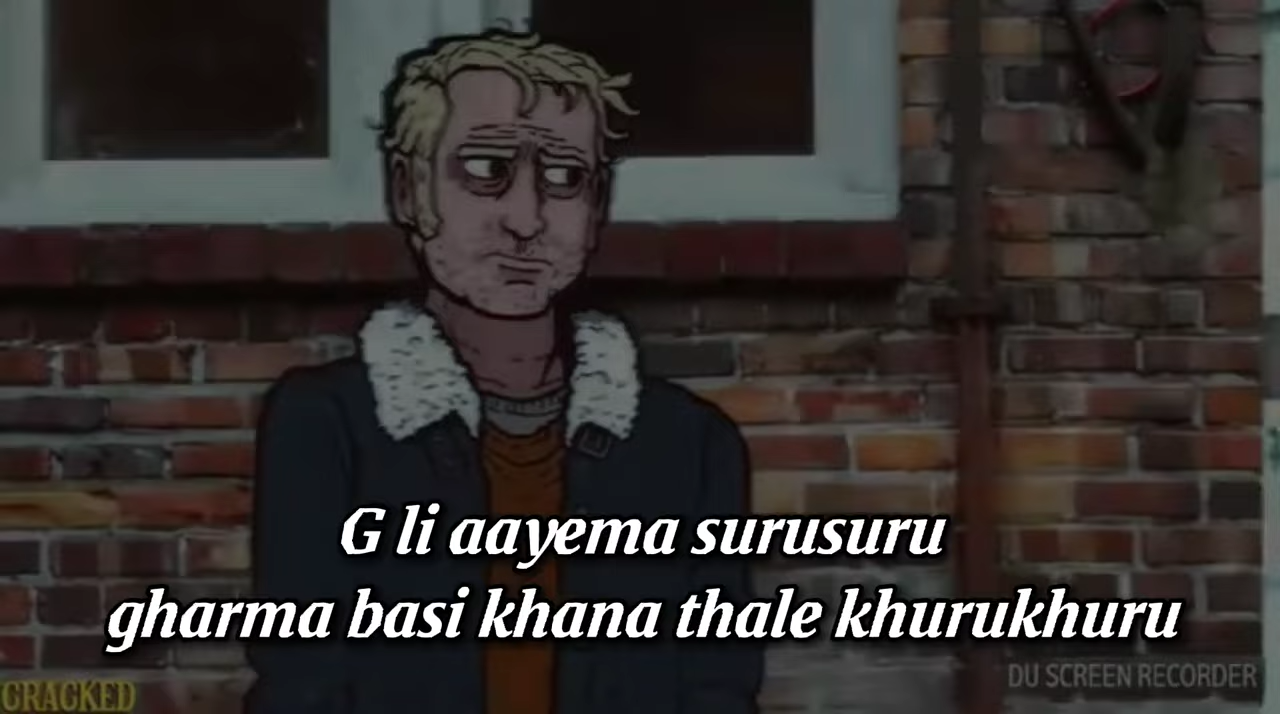 G li aayema surusuru
gharma basi khana thale khurukhuru
DU SCREEN RECORDER
CRACKED